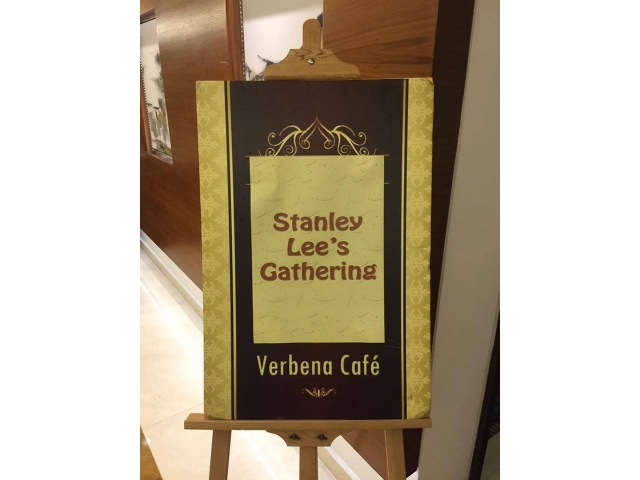 Stanley
Lee's
Gathering
Verbena Café